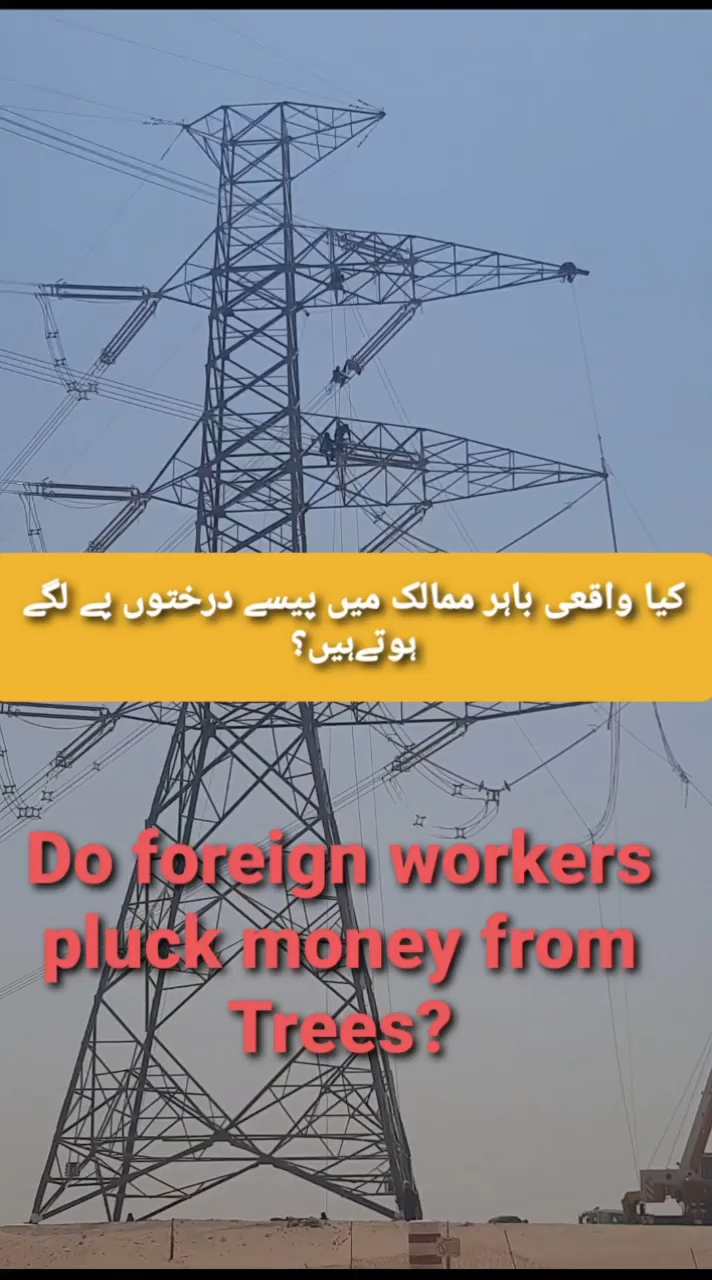 کیا واقعی باہر ممالک میں پیسے درختوں پے لگے
ہوتےہیں؟
Do foreign workers
pluck money from
Trees?